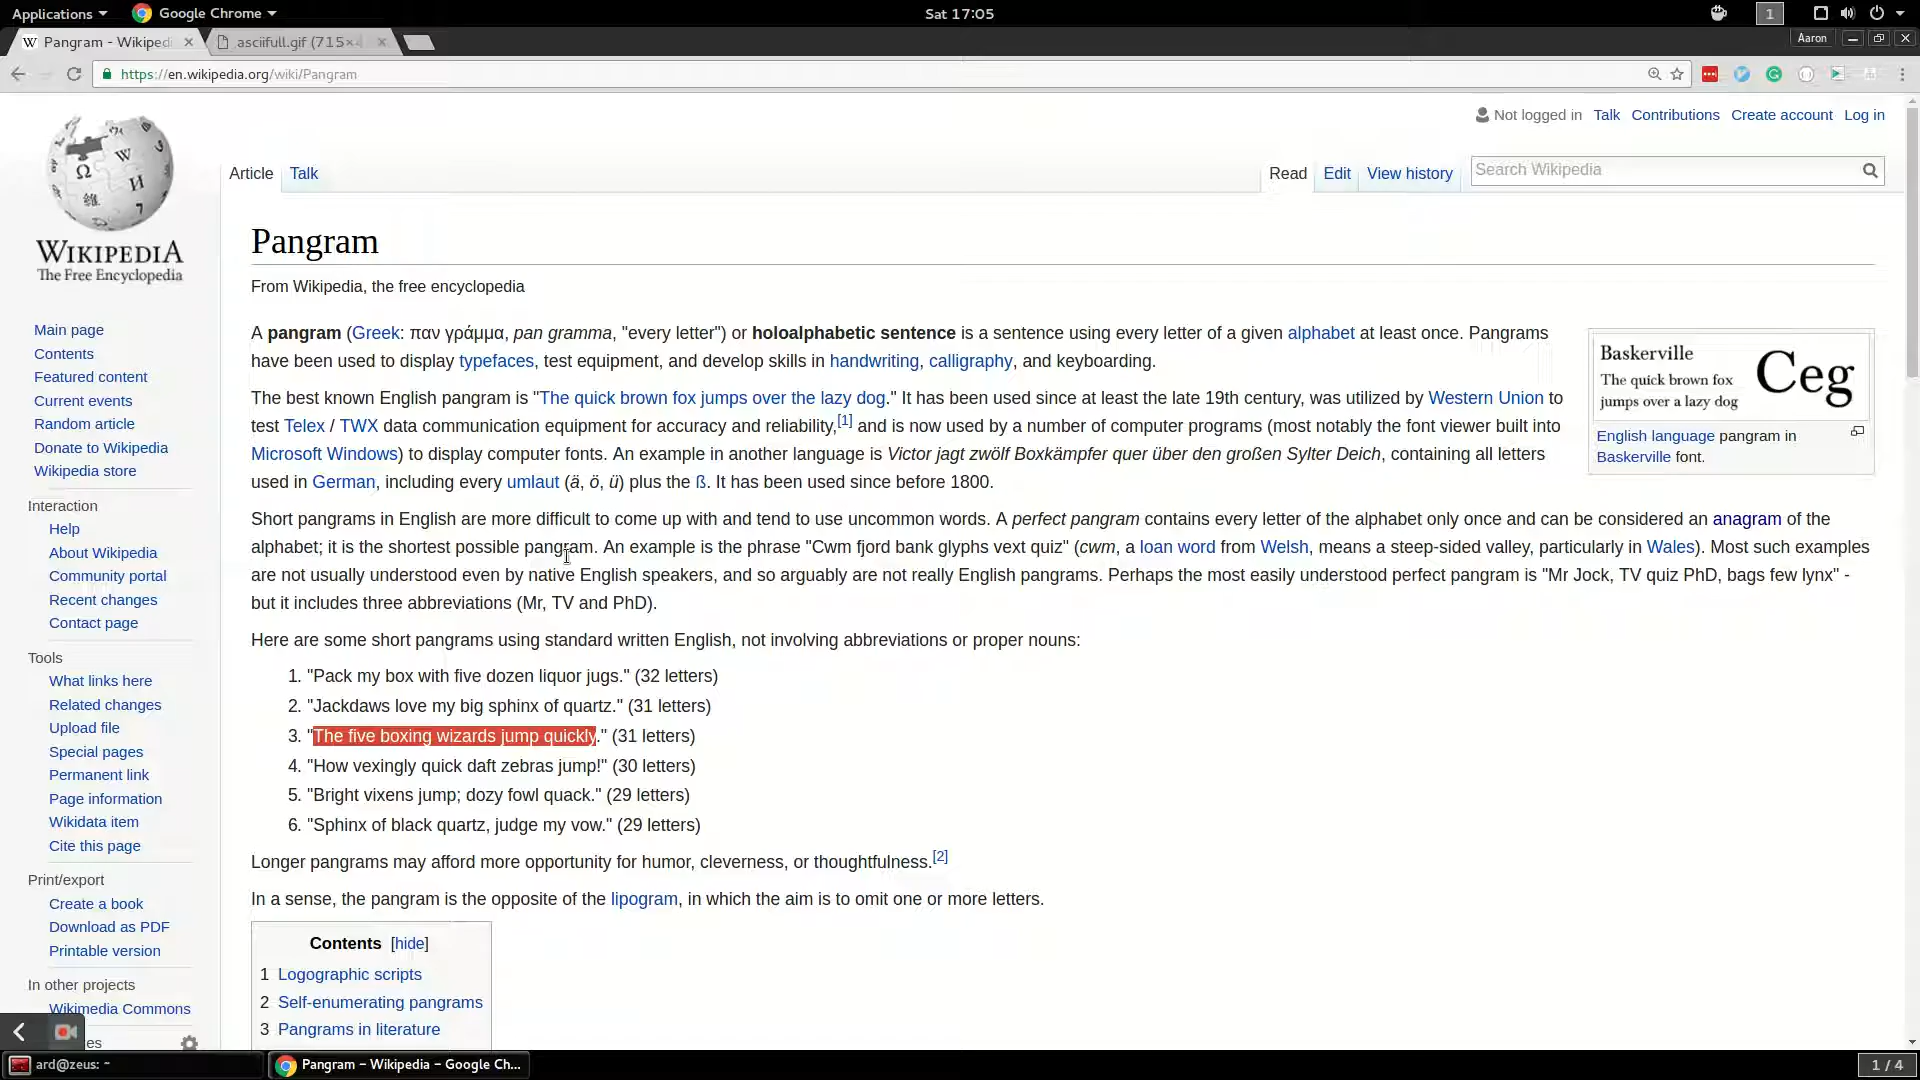 Applications Google Chrome Sat 17:05 1
Pangram - Wikiped asciifull.gif (715×4 Aaron
https://en.wikipedia.org/wiki/Pangram
Not logged in Talk Contributions Create account Log in
Article Talk Read Edit View history Search Wikipedia
WIKIPEDIA
The Free Encyclopedia
Main page
Contents
Featured content
Current events
Random article
Donate to Wikipedia
Wikipedia store
Interaction
Help
About Wikipedia
Community portal
Recent changes
Contact page
Tools
What links here
Related changes
Upload file
Special pages
Permanent link
Page information
Wikidata item
Cite this page
Print/export
Create a book
Download as PDF
Printable version
In other projects
Wikimedia Commons
es
Pangram
From Wikipedia, the free encyclopedia
A pangram (Greek: παν γράμμα, pan gramma, "every letter") or holoalphabetic sentence is a sentence using every letter of a given alphabet at least once. Pangrams
have been used to display typefaces, test equipment, and develop skills in handwriting, calligraphy, and keyboarding.
The best known English pangram is "The quick brown fox jumps over the lazy dog." It has been used since at least the late 19th century, was utilized by Western Union to
test Telex / TWX data communication equipment for accuracy and reliability,[1] and is now used by a number of computer programs (most notably the font viewer built into
Microsoft Windows) to display computer fonts. An example in another language is Victor jagt zwölf Boxkämpfer quer über den großen Sylter Deich, containing all letters
used in German, including every umlaut (ä, ö, ü) plus the ß. It has been used since before 1800.
Baskerville
The quick brown fox
jumps over a lazy dog
Ceg
English language pangram in
Baskerville font.
Short pangrams in English are more difficult to come up with and tend to use uncommon words. A perfect pangram contains every letter of the alphabet only once and can be considered an anagram of the
alphabet; it is the shortest possible pangram. An example is the phrase "Cwm fjord bank glyphs vext quiz" (cwm, a loan word from Welsh, means a steep-sided valley, particularly in Wales). Most such examples
are not usually understood even by native English speakers, and so arguably are not really English pangrams. Perhaps the most easily understood perfect pangram is "Mr Jock, TV quiz PhD, bags few lynx" -
but it includes three abbreviations (Mr, TV and PhD).
Here are some short pangrams using standard written English, not involving abbreviations or proper nouns:
1. "Pack my box with five dozen liquor jugs." (32 letters)
2. "Jackdaws love my big sphinx of quartz." (31 letters)
3. "The five boxing wizards jump quickly." (31 letters)
4. "How vexingly quick daft zebras jump!" (30 letters)
5. "Bright vixens jump; dozy fowl quack." (29 letters)
6. "Sphinx of black quartz, judge my vow." (29 letters)
Longer pangrams may afford more opportunity for humor, cleverness, or thoughtfulness.[2]
In a sense, the pangram is the opposite of the lipogram, in which the aim is to omit one or more letters.
Contents [hide]
1 Logographic scripts
2 Self-enumerating pangrams
3 Pangrams in literature
ard@zeus: ~ Pangram – Wikipedia – Google Ch... 1 / 4